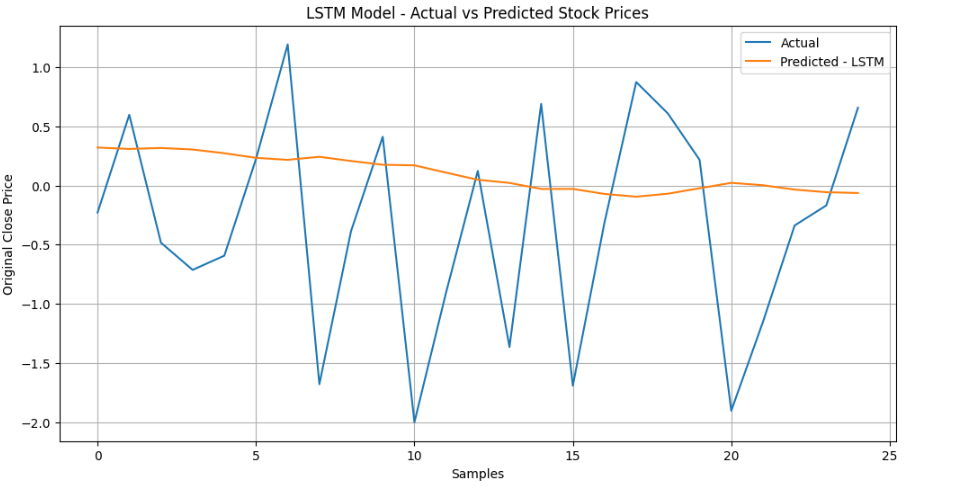 LSTM Model - Actual vs Predicted Stock Prices
Actual
Predicted - LSTM
Original Close Price
1.0
0.5
0.0
−0.5
−1.0
−1.5
−2.0
0 5 10 15 20 25
Samples